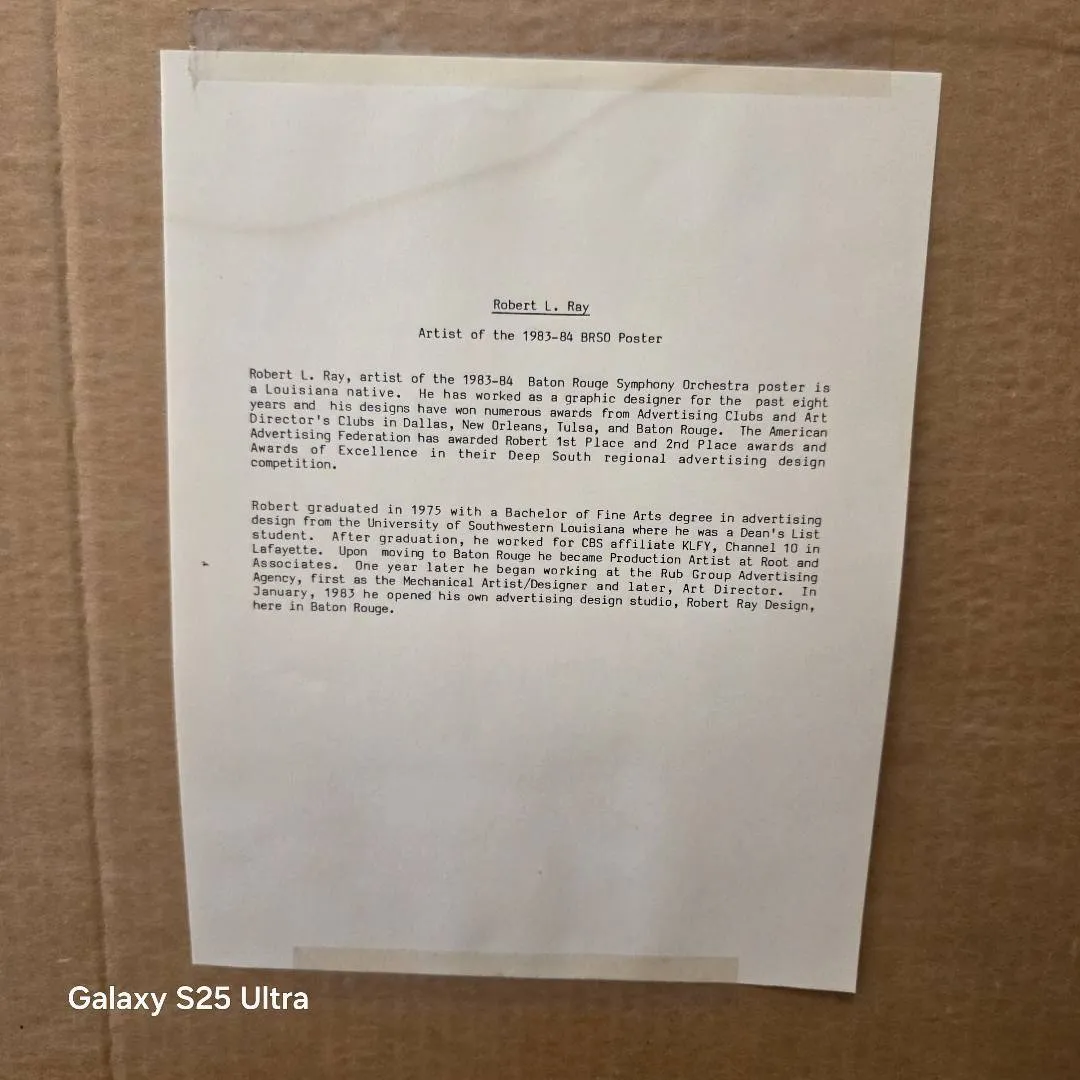 Robert L. Ray
Artist of the 1983-84 BRSO Poster
Robert L. Ray, artist of the 1983-84 Baton Rouge Symphony Orchestra poster is
a Louisiana native. He has worked as a graphic designer for the past eight
years and his designs have won numerous awards from Advertising Clubs and Art
Director's Clubs in Dallas, New Orleans, Tulsa, and Baton Rouge. The American
Advertising Federation has awarded Robert 1st Place and 2nd Place awards and
Awards of Excellence in their Deep South regional advertising design
competition.
Robert graduated in 1975 with a Bachelor of Fine Arts degree in advertising
design from the University of Southwestern Louisiana where he was a Dean's List
student. After graduation, he worked for CBS affiliate KLFY, Channel 10 in
Lafayette. Upon moving to Baton Rouge he became Production Artist at Root and
Associates. One year later he began working at the Rub Group Advertising
Agency, first as the Mechanical Artist/Designer and later, Art Director. In
January, 1983 he opened his own advertising design studio, Robert Ray Design,
here in Baton Rouge.
Galaxy S25 Ultra